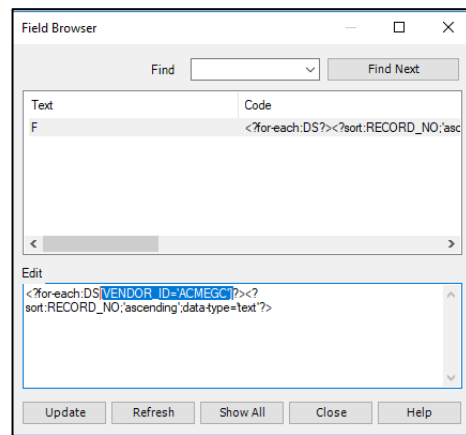 Field Browser
Find
Find Next
Text Code
F <?for-each:DS?><?sort:RECORD_NO;'asc
Edit
<?for-each:DS[VENDOR_ID='ACMEGC']?><?
sort:RECORD_NO;'ascending';data-type='text'?>
Update Refresh Show All Close Help